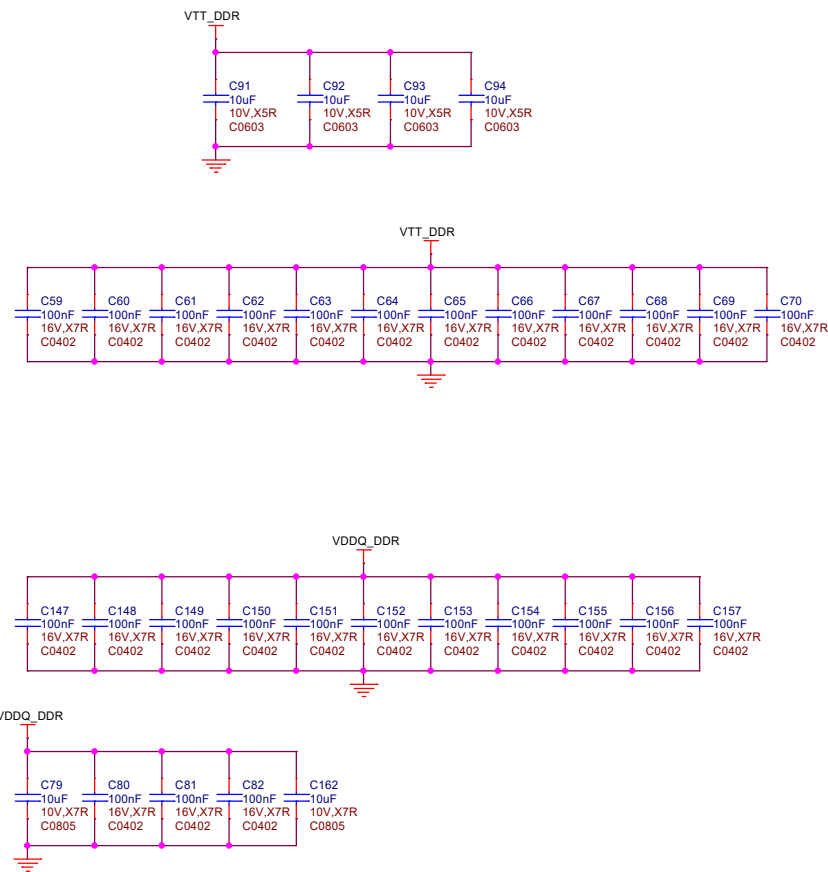 VTT_DDR
C91
10uF
10V,X5R
C0603
C92
10uF
10V,X5R
C0603
C93
10uF
10V,X5R
C0603
C94
10uF
10V,X5R
C0603
VTT_DDR
C59
100nF
16V,X7R
C0402
C60
100nF
16V,X7R
C0402
C61
100nF
16V,X7R
C0402
C62
100nF
16V,X7R
C0402
C63
100nF
16V,X7R
C0402
C64
100nF
16V,X7R
C0402
C65
100nF
16V,X7R
C0402
C66
100nF
16V,X7R
C0402
C67
100nF
16V,X7R
C0402
C68
100nF
16V,X7R
C0402
C69
100nF
16V,X7R
C0402
C70
100nF
16V,X7R
C0402
VDDQ_DDR
C147
100nF
16V,X7R
C0402
C148
100nF
16V,X7R
C0402
C149
100nF
16V,X7R
C0402
C150
100nF
16V,X7R
C0402
C151
100nF
16V,X7R
C0402
C152
100nF
16V,X7R
C0402
C153
100nF
16V,X7R
C0402
C154
100nF
16V,X7R
C0402
C155
100nF
16V,X7R
C0402
C156
100nF
16V,X7R
C0402
C157
100nF
16V,X7R
C0402
VDDQ_DDR
C79
10uF
10V,X7R
C0805
C80
100nF
16V,X7R
C0402
C81
100nF
16V,X7R
C0402
C82
100nF
16V,X7R
C0402
C162
10uF
10V,X7R
C0805